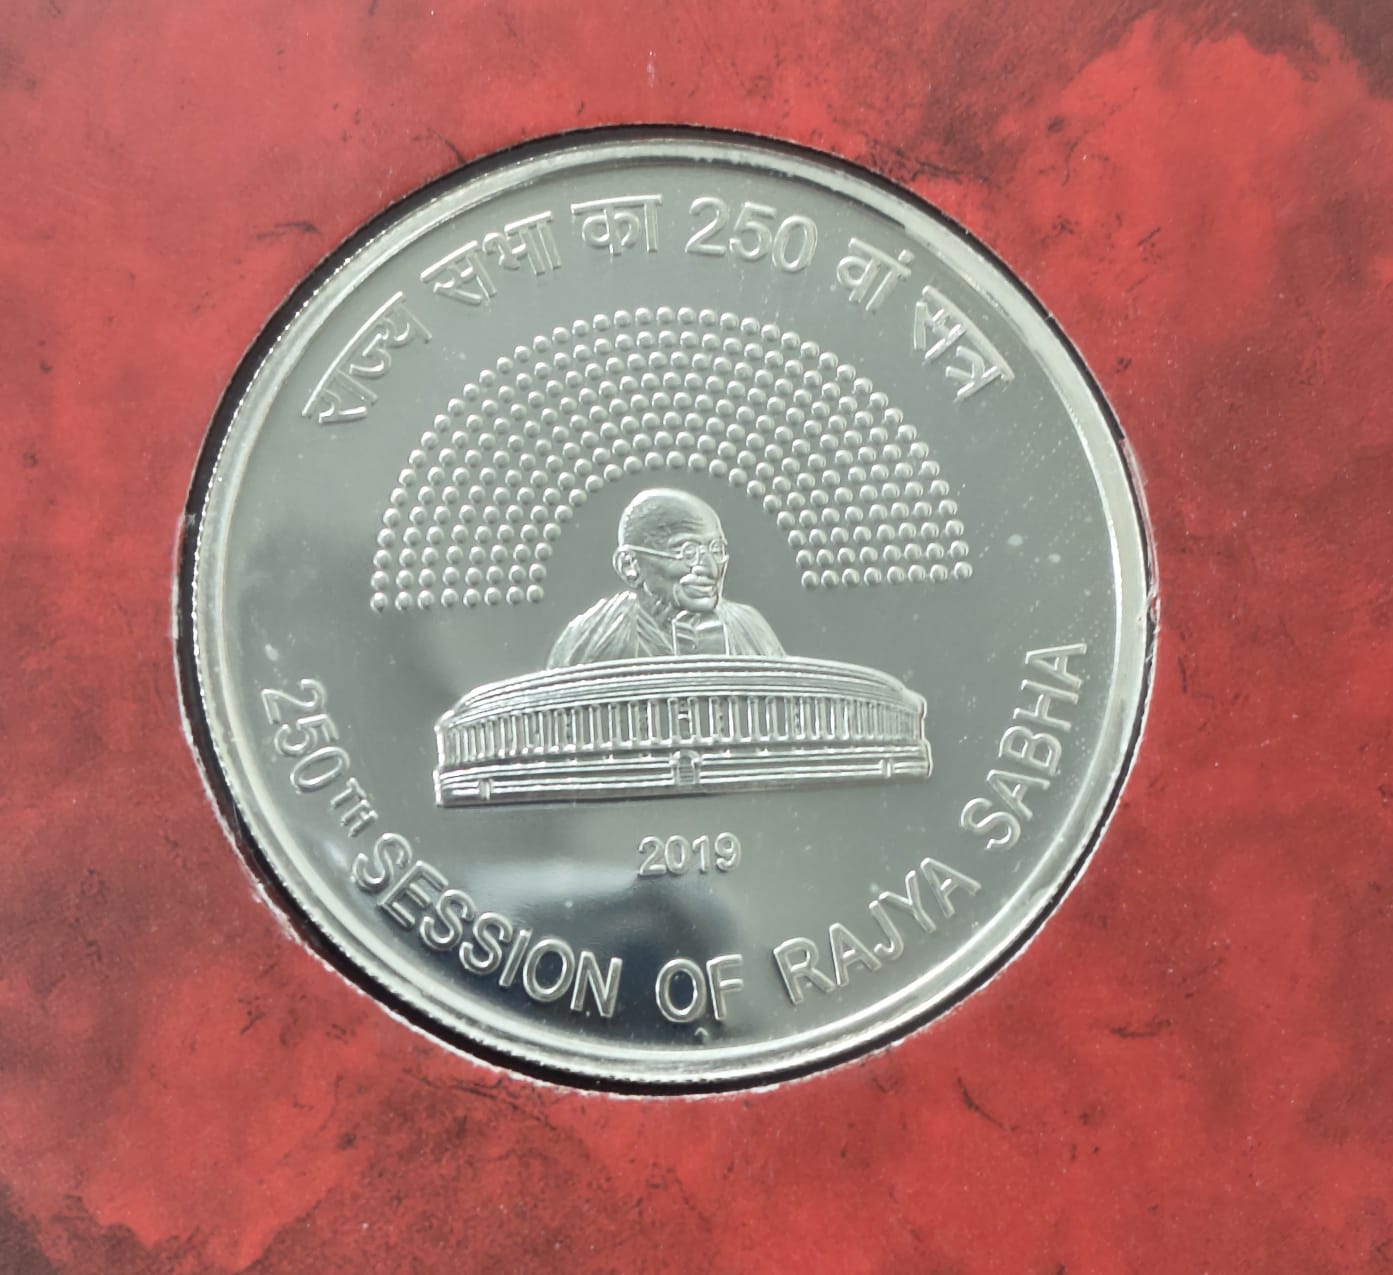 राज्य सभा का 250 वां सत्र
2019
250TH SESSION OF RAJYA SABHA